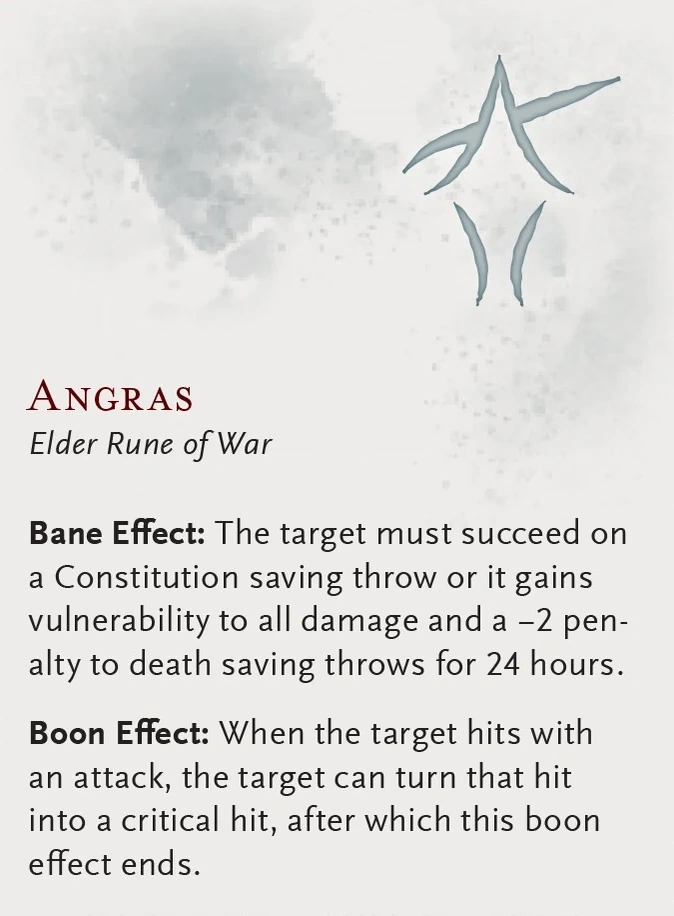 Angras
Elder Rune of War
Bane Effect: The target must succeed on
a Constitution saving throw or it gains
vulnerability to all damage and a –2 pen-
alty to death saving throws for 24 hours.
Boon Effect: When the target hits with
an attack, the target can turn that hit
into a critical hit, after which this boon
effect ends.